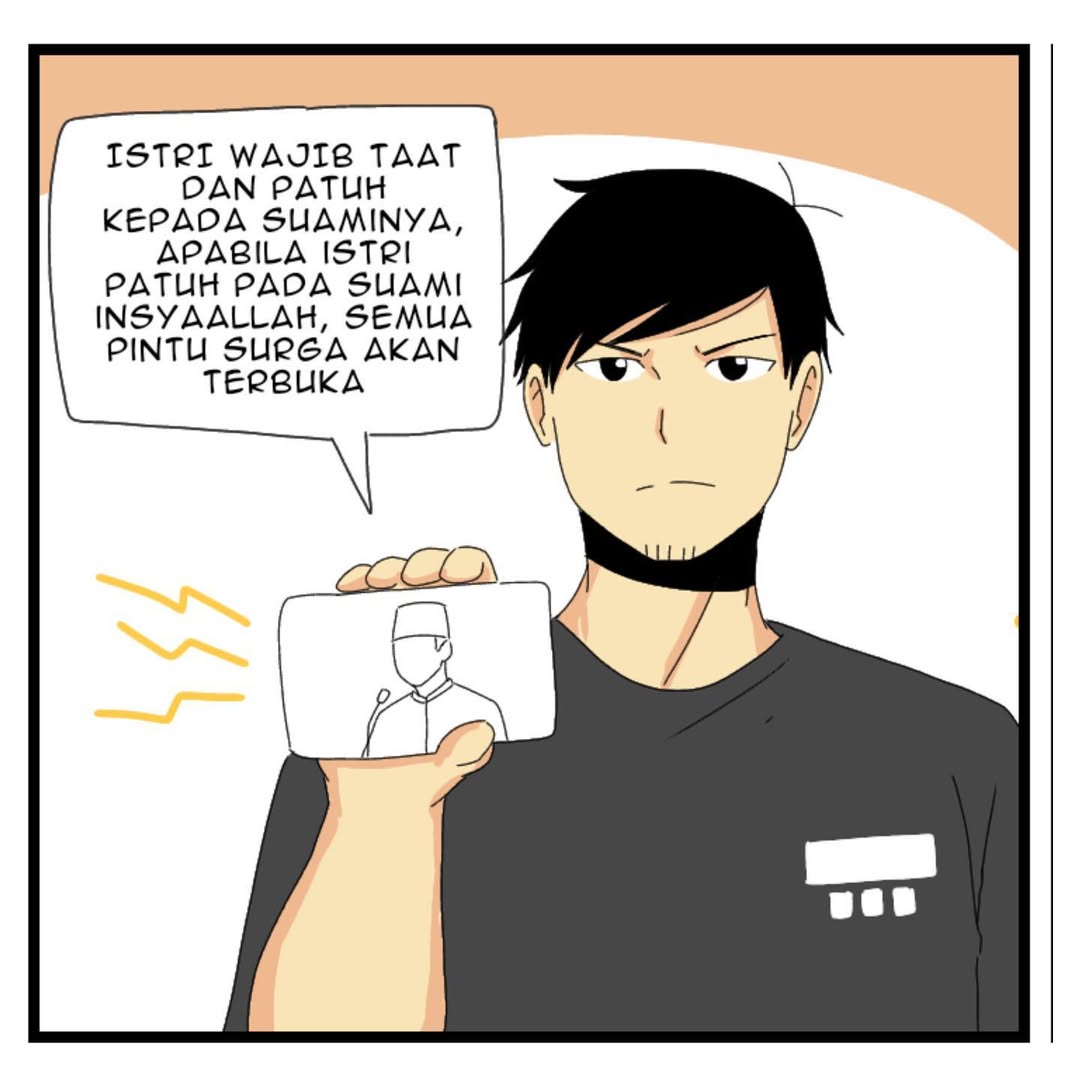 ISTRI WAJIB TAAT
DAN PATUH
KEPADA SUAMINYA,
APABILA ISTRI
PATUH PADA SUAMI
INSYAALLAH, SEMUA
PINTU SURGA AKAN
TERBUKA